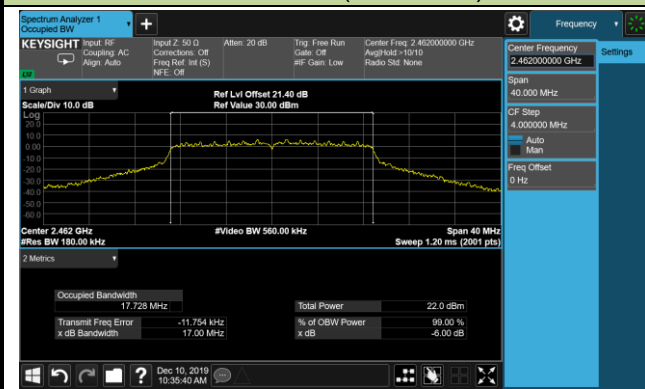 Spectrum Analyzer 1
Occupied BW
Frequency
KEYSIGHT
Input: RF
Coupling: AC
Align: Auto
Input Z: 50 Ω
Corrections: Off
Freq Ref: Int (S)
NFE: Off
Atten: 20 dB
Trig: Free Run
Gate: Off
#IF Gain: Low
Center Freq: 2.462000000 GHz
Avg|Hold:>10/10
Radio Std: None
Center Frequency
2.462000000 GHz
Settings
Span
40.000 MHz
CF Step
4.000000 MHz
Auto
Man
Freq Offset
0 Hz
1 Graph
Scale/Div 10.0 dB
Ref Lvl Offset 21.40 dB
Ref Value 30.00 dBm
Log
20.0
10.0
0.00
-10.0
-20.0
-30.0
-40.0
-50.0
-60.0
Center 2.462 GHz
#Video BW 560.00 kHz
Span 40 MHz
#Res BW 180.00 kHz
Sweep 1.20 ms (2001 pts)
2 Metrics
Occupied Bandwidth
17.728 MHz
Total Power 22.0 dBm
Transmit Freq Error -11.754 kHz
% of OBW Power 99.00 %
x dB Bandwidth 17.00 MHz
x dB -6.00 dB
?
Dec 10, 2019
10:35:40 AM